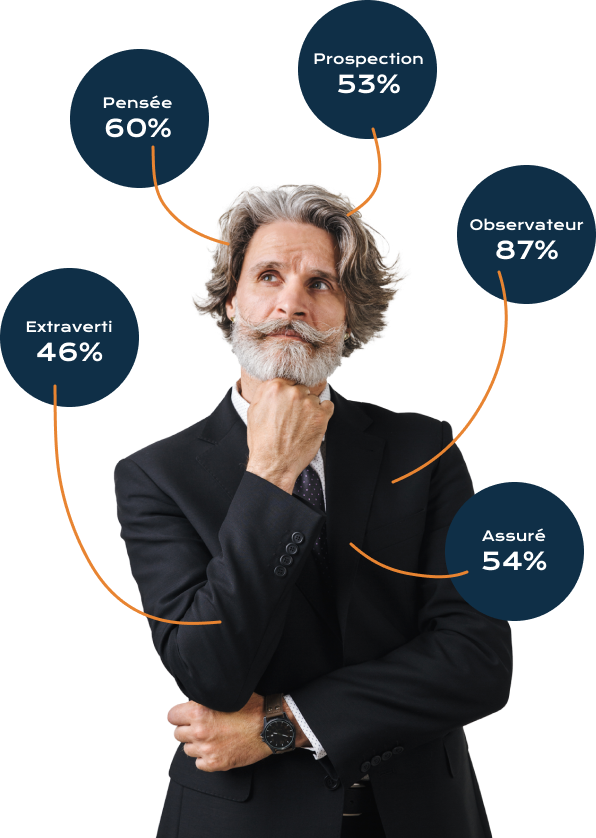 Prospection
53%
Pensée
60%
Observateur
87%
Extraverti
46%
Assuré
54%